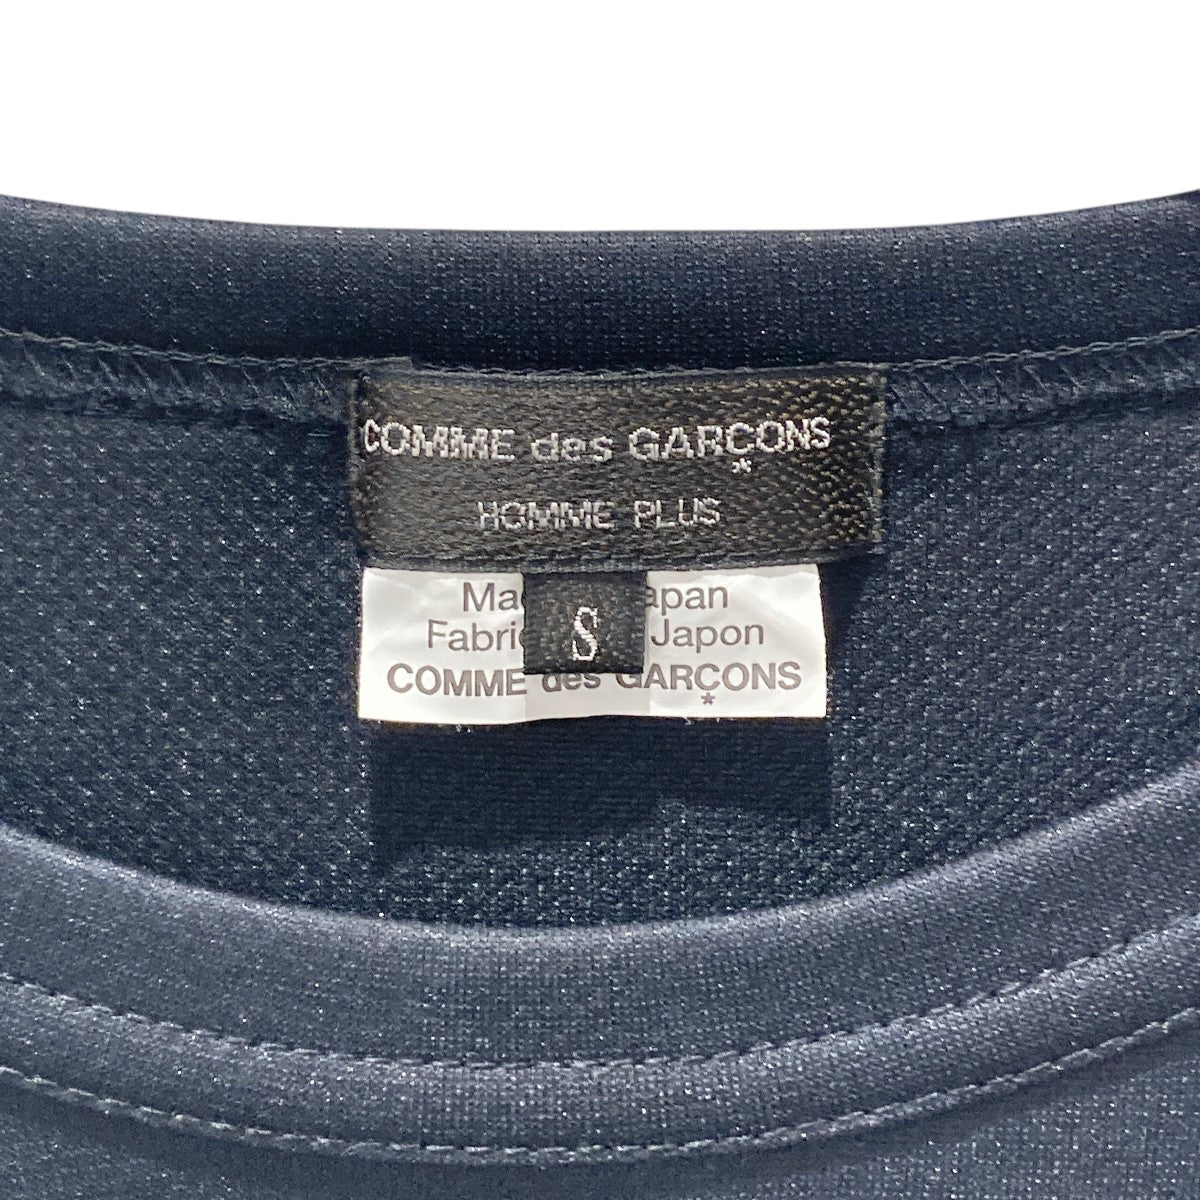 COMME des GARÇONS
*
HOMME PLUS
Ma apan
S
Fabri Japon
COMME des GARÇONS
*